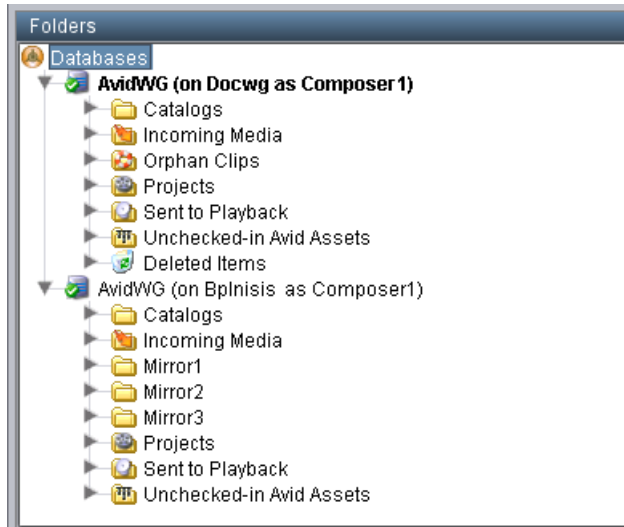 Folders
Databases
AvidWG (on Docwg as Composer1)
Catalogs
Incoming Media
Orphan Clips
Projects
Sent to Playback
Unchecked-in Avid Assets
Deleted Items
AvidWG (on Bplnisis as Composer1)
Catalogs
Incoming Media
Mirror1
Mirror2
Mirror3
Projects
Sent to Playback
Unchecked-in Avid Assets